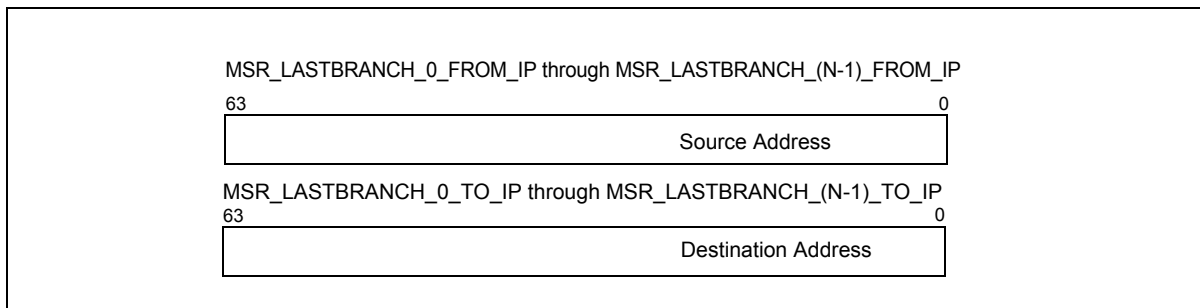 MSR_LASTBRANCH_0_FROM_IP through MSR_LASTBRANCH_(N-1)_FROM_IP
63 0
Source Address
MSR_LASTBRANCH_0_TO_IP through MSR_LASTBRANCH_(N-1)_TO_IP
63 0
Destination Address